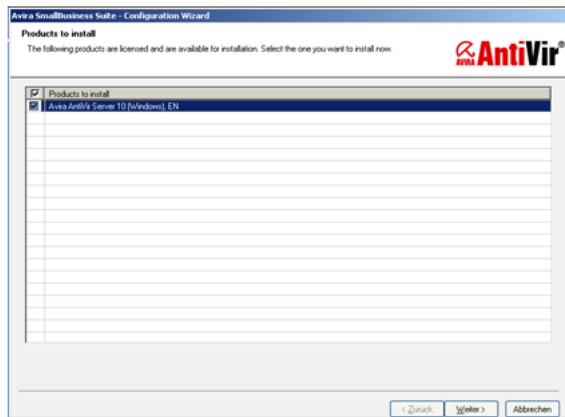 Avira SmallBusiness Suite - Configuration Wizard
Products to install
The following products are licensed and are available for installation. Select the one you want to install now.
AVIRA AntiVir®
Products to install
Avira AntiVir Server 10 (Windows), EN
< Zurück Weiter > Abbrechen